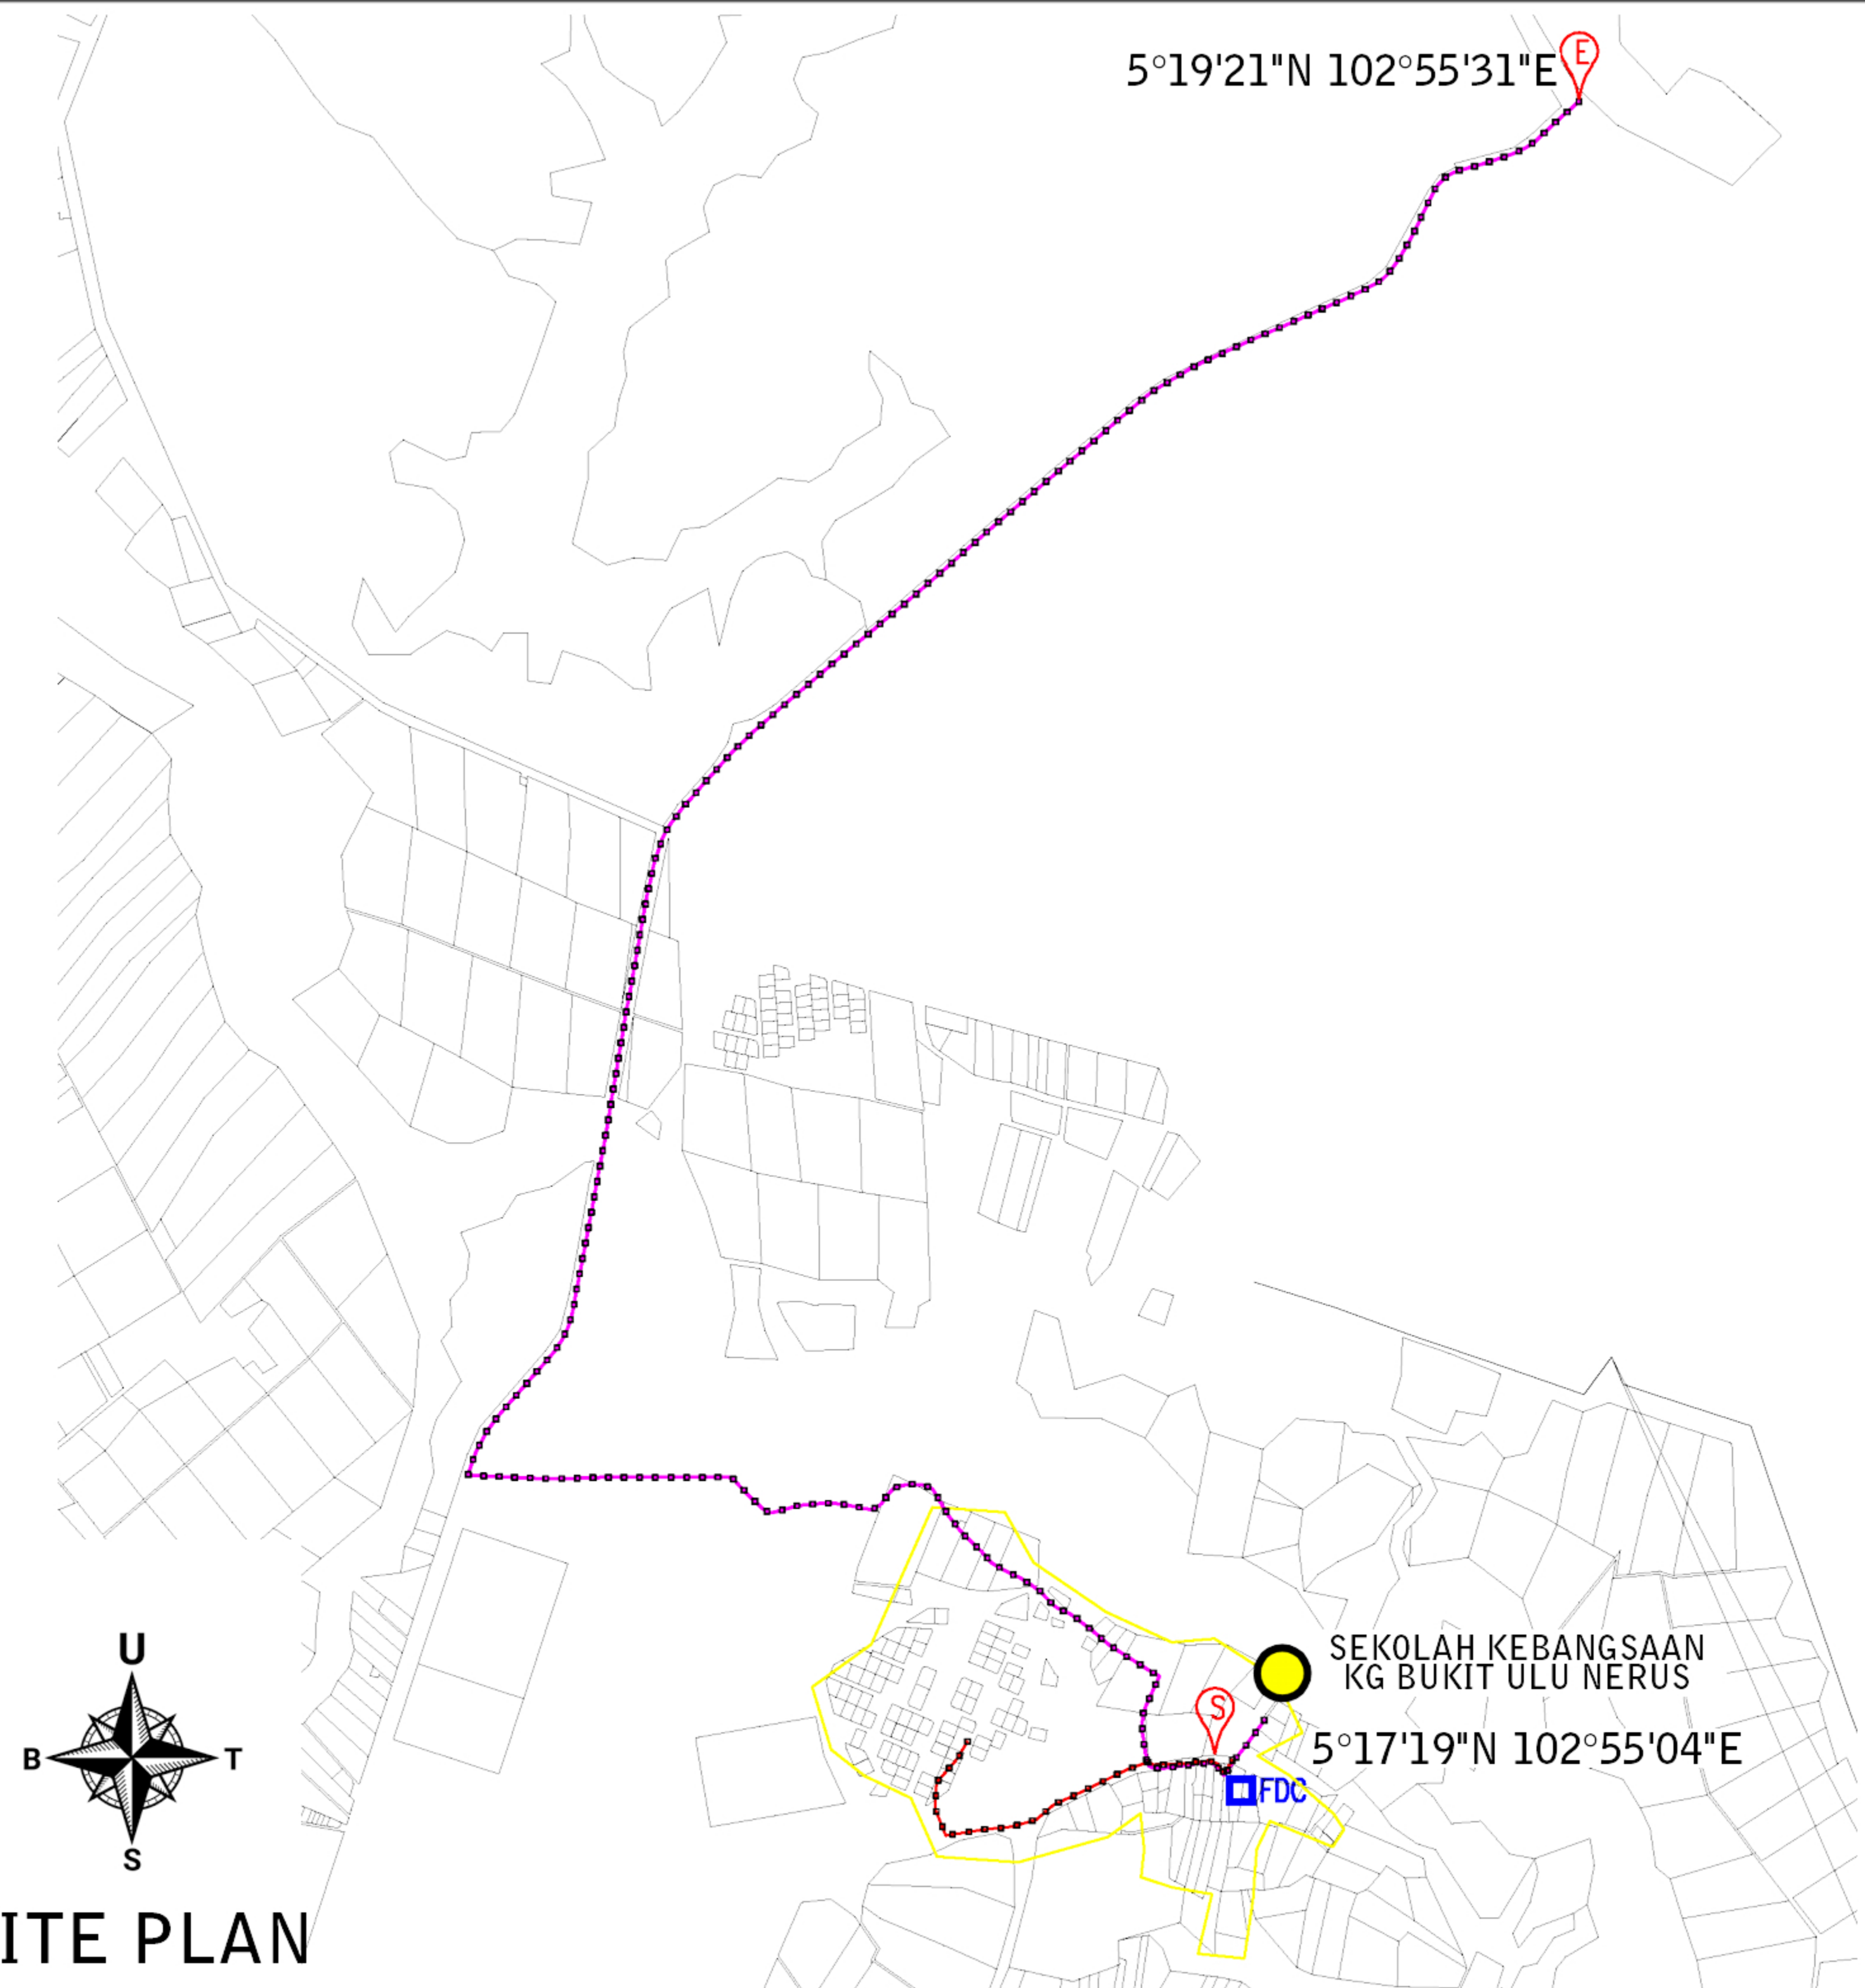 5°19'21"N 102°55'31"E
E
SEKOLAH KEBANGSAAN
KG BUKIT ULU NERUS
S
5°17'19"N 102°55'04"E
FDC
U
B
T
S
ITE PLAN